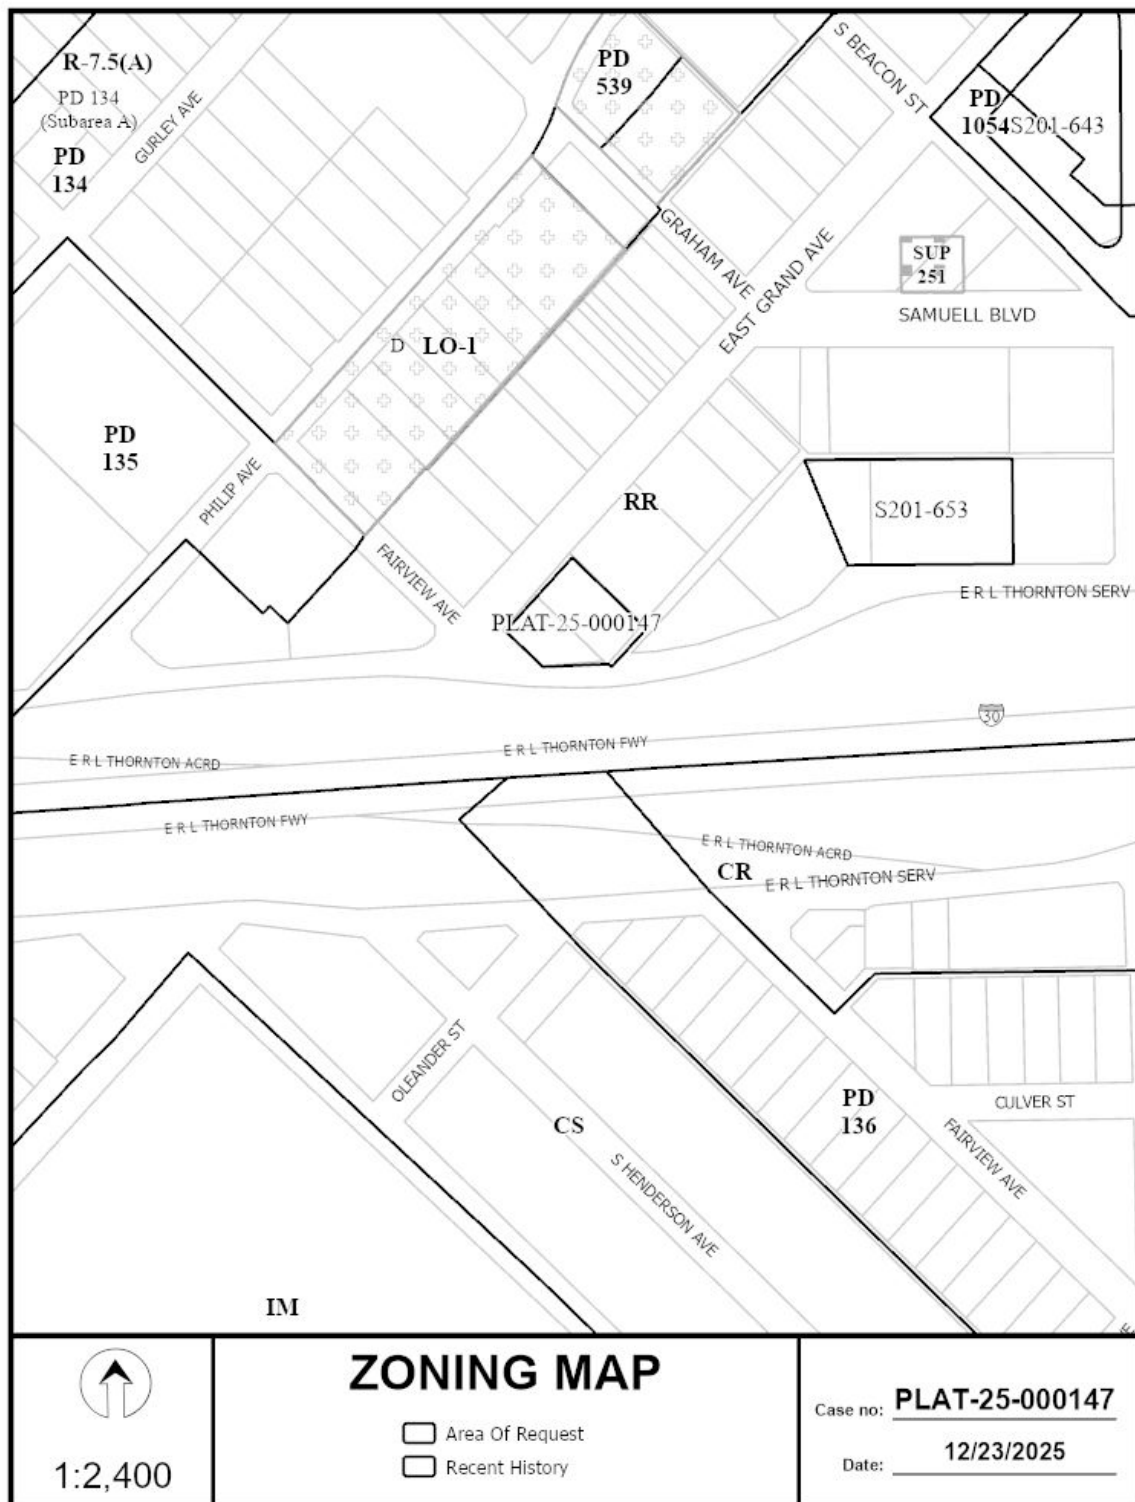 R-7.5(A)
PD 134
(Subarea A)
PD
134
GURLEY AVE
PD
539
S BEACON ST
PD
1054
S201-643
GRAHAM AVE
EAST GRAND AVE
SUP
251
SAMUELL BLVD
D
LO-1
PD
135
PHILIP AVE
RR
S201-653
FAIRVIEW AVE
E R L THORNTON SERV
PLAT-25-000147
30
E R L THORNTON FWY
E R L THORNTON ACRD
E R L THORNTON FWY
E R L THORNTON ACRD
CR
E R L THORNTON SERV
OLEANDER ST
CS
PD
136
CULVER ST
FAIRVIEW AVE
S HENDERSON AVE
IM
1:2,400
ZONING MAP
Area Of Request
Recent History
Case no: PLAT-25-000147
Date: 12/23/2025